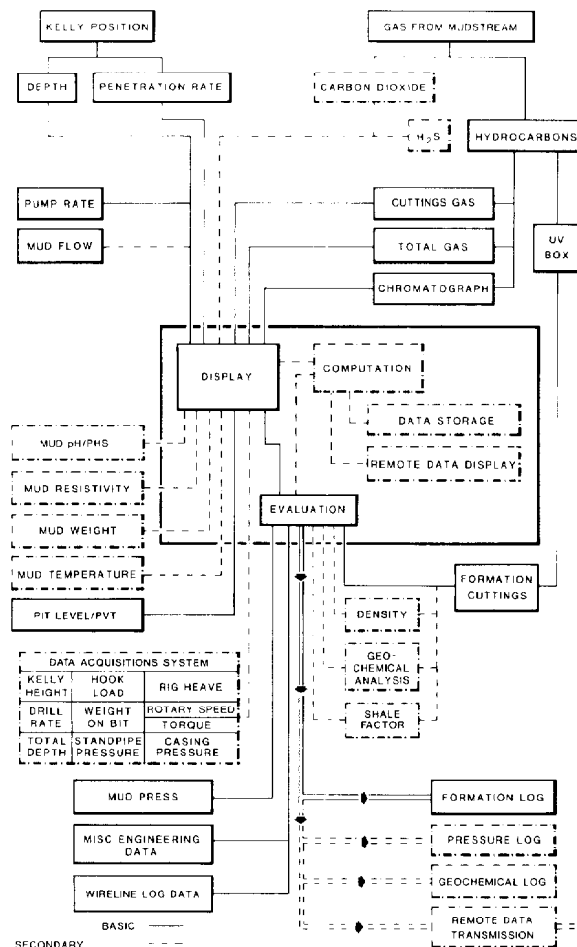 KELLY POSITION
GAS FROM MUDSTREAM
DEPTH
PENETRATION RATE
CARBON DIOXIDE
H2S
HYDROCARBONS
PUMP RATE
CUTTINGS GAS
MUD FLOW
TOTAL GAS
UV
BOX
CHROMATOGRAPH
DISPLAY
COMPUTATION
DATA STORAGE
MUD pH/PHS
REMOTE DATA DISPLAY
MUD RESISTIVITY
EVALUATION
MUD WEIGHT
MUD TEMPERATURE
FORMATION
CUTTINGS
PIT LEVEL/PVT
DENSITY
GEO-
CHEMICAL
ANALYSIS
SHALE
FACTOR
DATA ACQUISITIONS SYSTEM
KELLY
HEIGHT
HOOK
LOAD
RIG HEAVE
DRILL
RATE
WEIGHT
ON BIT
ROTARY SPEED
TORQUE
TOTAL
DEPTH
STANDPIPE
PRESSURE
CASING
PRESSURE
MUD PRESS
FORMATION LOG
MISC ENGINEERING
DATA
PRESSURE LOG
WIRELINE LOG DATA
GEOCHEMICAL LOG
REMOTE DATA
TRANSMISSION
BASIC
SECONDARY